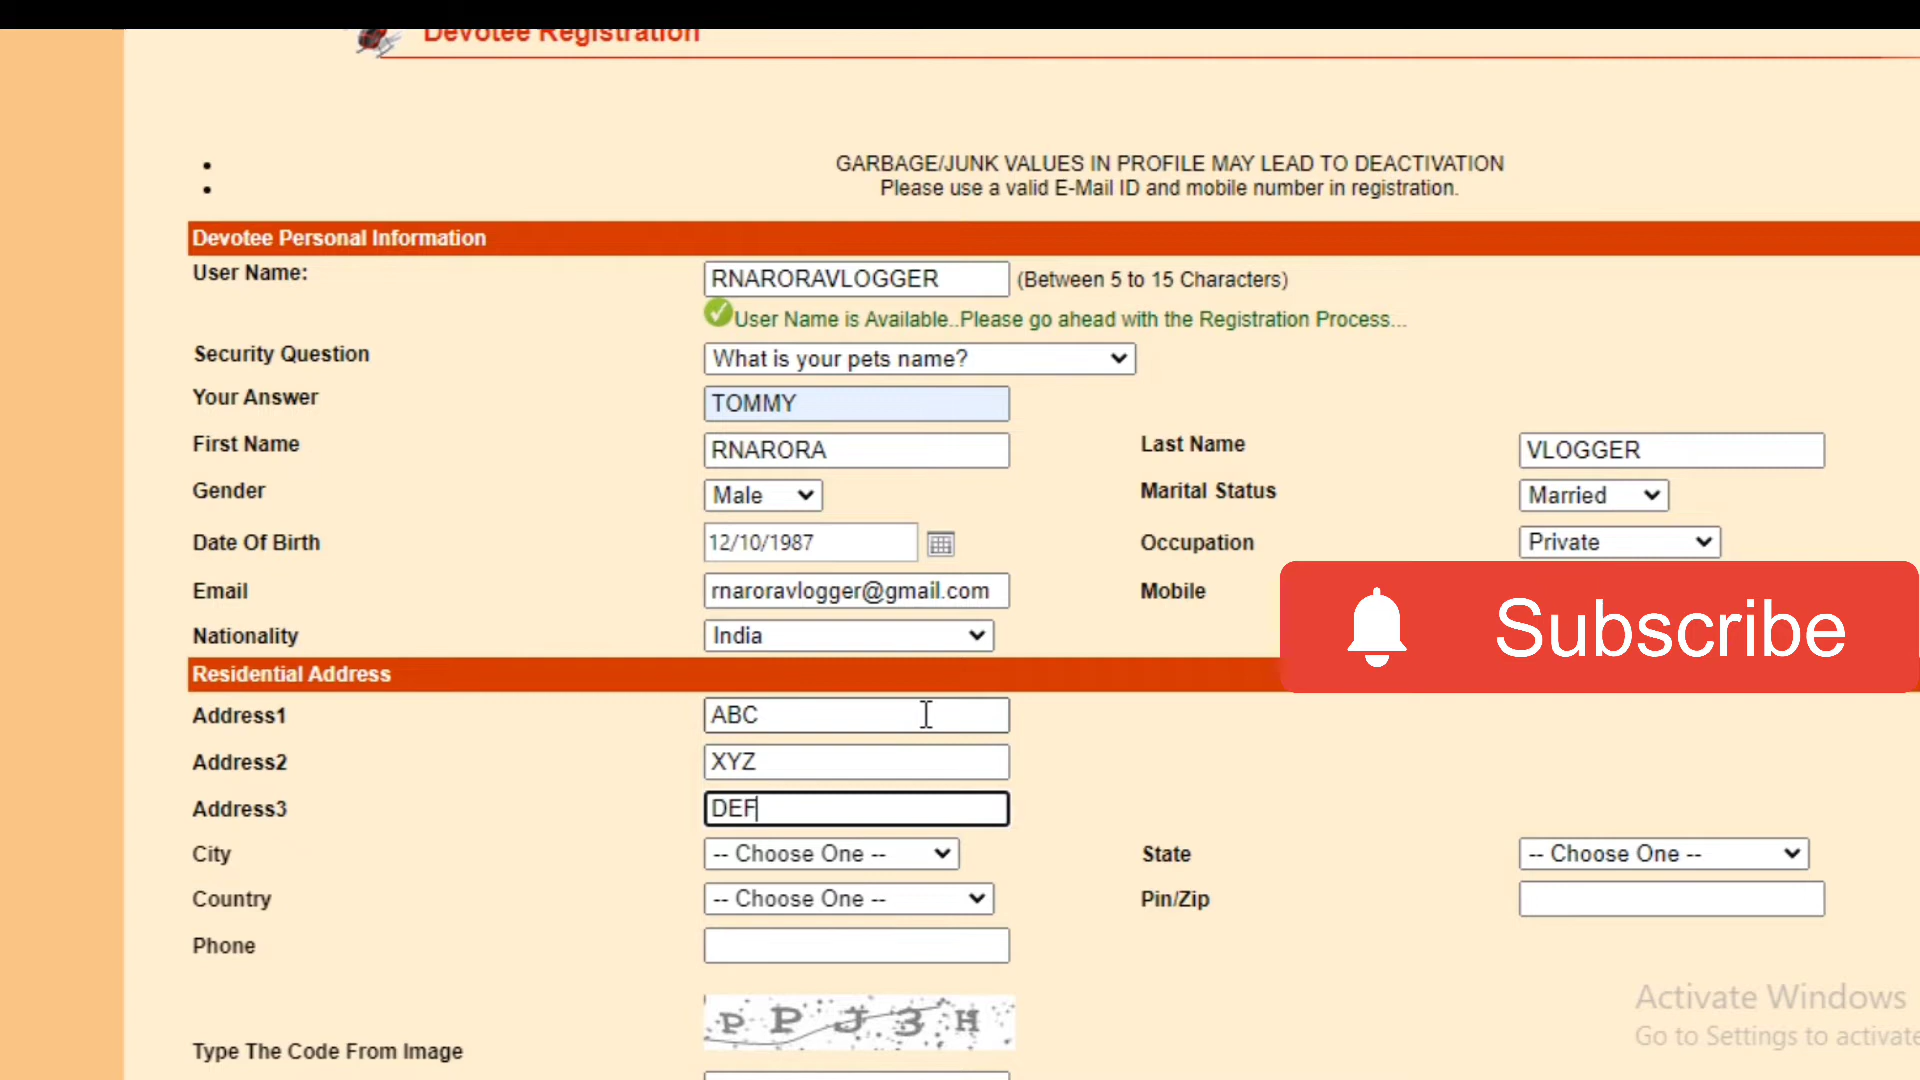 Devotee Registration
GARBAGE/JUNK VALUES IN PROFILE MAY LEAD TO DEACTIVATION
Please use a valid E-Mail ID and mobile number in registration.
Devotee Personal Information
User Name: RNARORAVLOGGER (Between 5 to 15 Characters)
User Name is Available..Please go ahead with the Registration Process...
Security Question What is your pets name?
Your Answer TOMMY
First Name RNARORA Last Name VLOGGER
Gender Male Marital Status Married
Date Of Birth 12/10/1987 Occupation Private
Email rnaroravlogger@gmail.com Mobile
Subscribe
Nationality India
Residential Address
Address1 ABC
Address2 XYZ
Address3 DEF
City -- Choose One -- State -- Choose One --
Country -- Choose One -- Pin/Zip
Phone
P P J 3 H
Type The Code From Image
Activate Windows
Go to Settings to activate